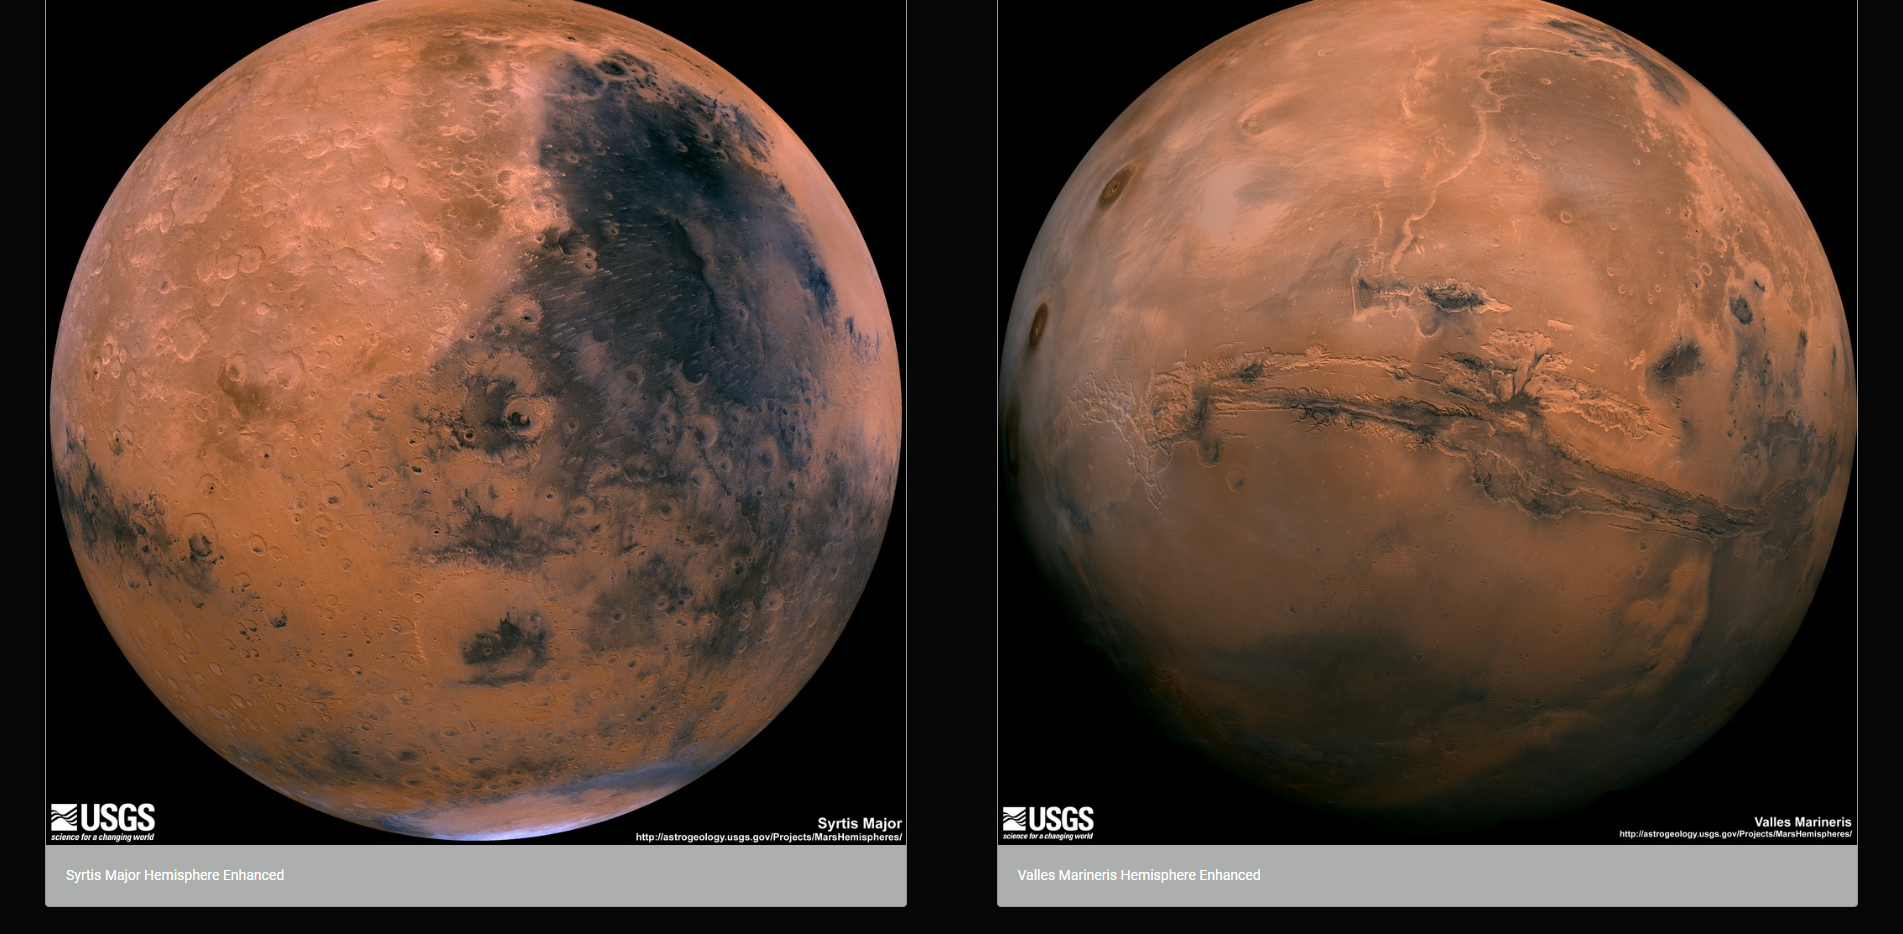 USGS
science for a changing world
Syrtis Major
http://astrogeology.usgs.gov/Projects/MarsHemispheres/
Syrtis Major Hemisphere Enhanced
USGS
science for a changing world
Valles Marineris
http://astrogeology.usgs.gov/Projects/MarsHemispheres/
Valles Marineris Hemisphere Enhanced